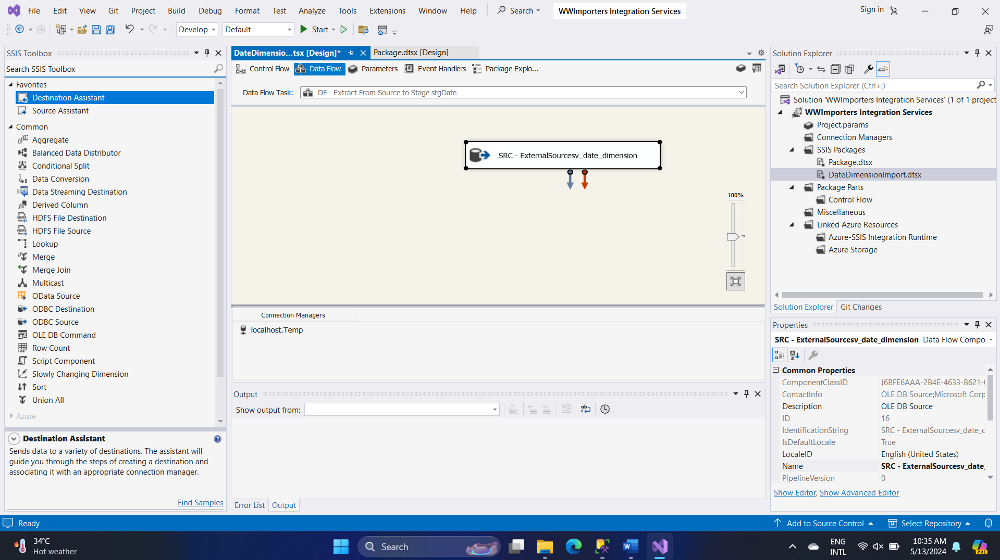 File Edit View Git Project Build Debug Format Test Analyze Tools Extensions Window Help Search WWImporters Integration Services Sign in
Develop Default Start
SSIS Toolbox
Search SSIS Toolbox
Favorites
Destination Assistant
Source Assistant
Common
Aggregate
Balanced Data Distributor
Conditional Split
Data Conversion
Data Streaming Destination
Derived Column
HDFS File Destination
HDFS File Source
Lookup
Merge
Merge Join
Multicast
OData Source
ODBC Destination
ODBC Source
OLE DB Command
Row Count
Script Component
Slowly Changing Dimension
Sort
Union All
Azure
Destination Assistant
Sends data to a variety of destinations. The assistant will
guide you through the steps of creating a destination and
associating it with an appropriate connection manager.
Find Samples
DateDimensio...tsx [Design]* Package.dtsx [Design]
Control Flow Data Flow Parameters Event Handlers Package Explo...
Data Flow Task: DF - Extract From Source to Stage stgDate
SRC - ExternalSourcesv_date_dimension
100%
Connection Managers
localhost.Temp
Output
Show output from:
Error List Output
Solution Explorer
Search Solution Explorer (Ctrl+;)
Solution 'WWImporters Integration Services' (1 of 1 project
WWImporters Integration Services
Project.params
Connection Managers
SSIS Packages
Package.dtsx
DateDimensionImport.dtsx
Package Parts
Control Flow
Miscellaneous
Linked Azure Resources
Azure-SSIS Integration Runtime
Azure Storage
Solution Explorer Git Changes
Properties
SRC - ExternalSourcesv_date_dimension Data Flow Compo
Common Properties
ComponentClassID {6BFE6AAA-2B4E-4633-B621-
ContactInfo OLE DB Source;Microsoft Corp
Description OLE DB Source
ID 16
IdentificationString SRC - ExternalSourcesv_date_d
IsDefaultLocale True
LocaleID English (United States)
Name SRC - ExternalSourcesv_date_
PipelineVersion 0
Show Editor, Show Advanced Editor
Ready Add to Source Control Select Repository
34°C
Hot weather
Search
ENG
INTL
10:35 AM
5/13/2024
PRE